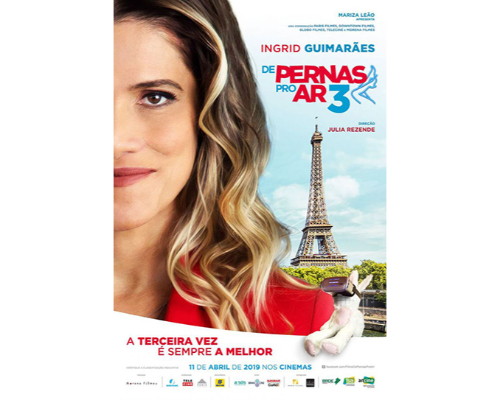 MARIZA LEÃO
APRESENTA
INGRID GUIMARÃES
DE PERNAS
PRO AR 3
DIREÇÃO
JULIA REZENDE
A TERCEIRA VEZ
É SEMPRE A MELHOR
11 DE ABRIL DE 2019 NOS CINEMAS